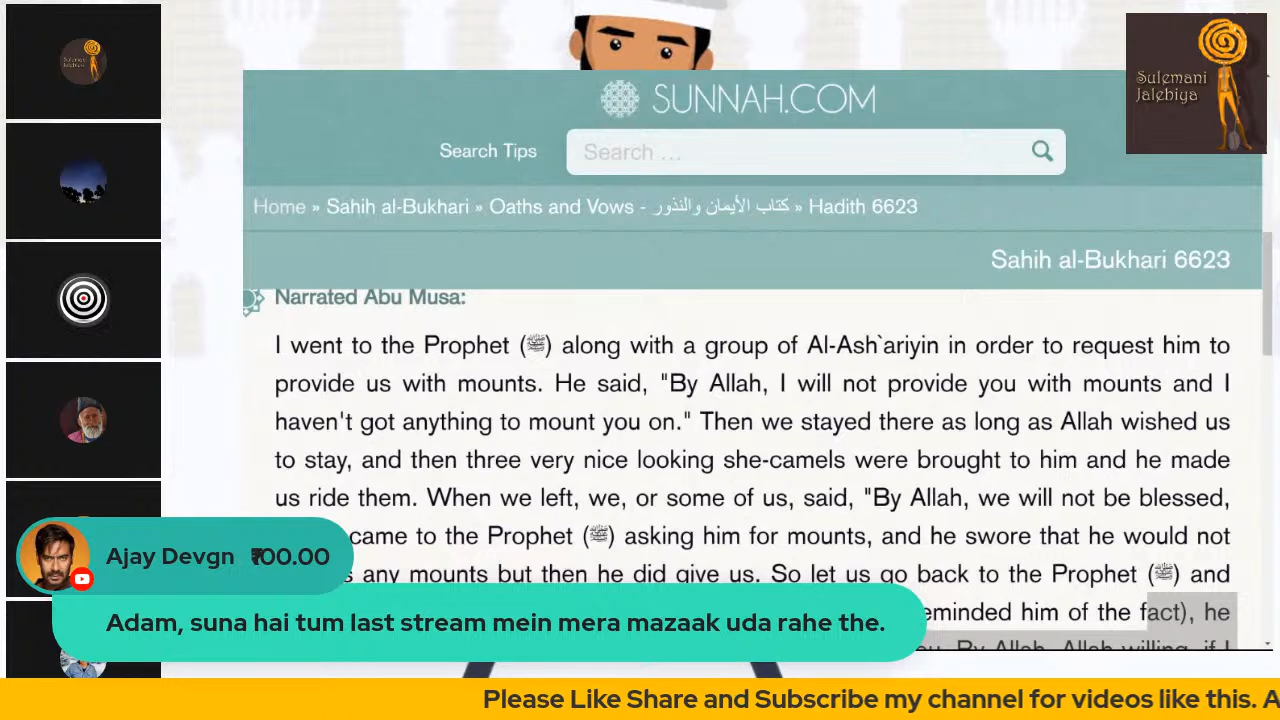 Sulemani
Jalebiya
Sulemani
Jalebiya
SUNNAH.COM
Search Tips
Search ...
Home » Sahih al-Bukhari » Oaths and Vows - كتاب الأيمان والنذور » Hadith 6623
Sahih al-Bukhari 6623
Narrated Abu Musa:
I went to the Prophet (ﷺ) along with a group of Al-Ash`ariyin in order to request him to
provide us with mounts. He said, "By Allah, I will not provide you with mounts and I
haven't got anything to mount you on." Then we stayed there as long as Allah wished us
to stay, and then three very nice looking she-camels were brought to him and he made
us ride them. When we left, we, or some of us, said, "By Allah, we will not be blessed,
came to the Prophet (ﷺ) asking him for mounts, and he swore that he would not
any mounts but then he did give us. So let us go back to the Prophet (ﷺ) and
eminded him of the fact), he
By Allah, Allah willing, if I
Ajay Devgn
Adam, suna hai tum last stream mein mera mazaak uda rahe the.
Please Like Share and Subscribe my channel for videos like this. A